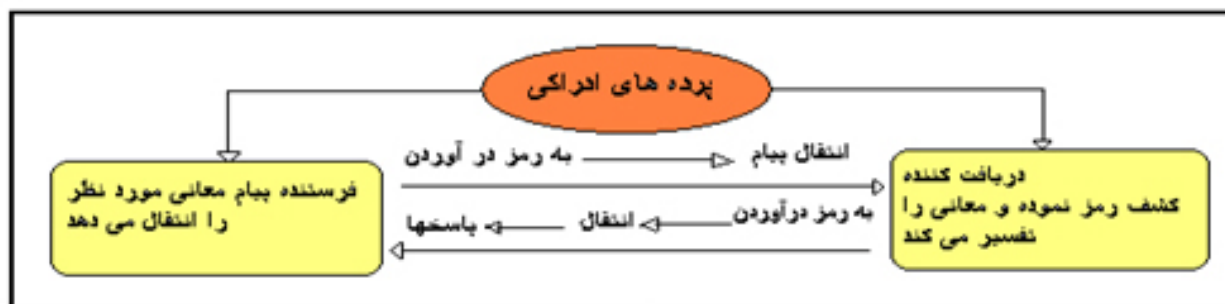 پرده های ادراکی
به رمز در آوردن
انتقال پیام
فرستنده پیام معانی مورد نظر
را انتقال می دهد
دریافت کننده
کشف رمز نموده و معانی را
تفسیر می کند
به رمز درآوردن
انتقال
پاسخها